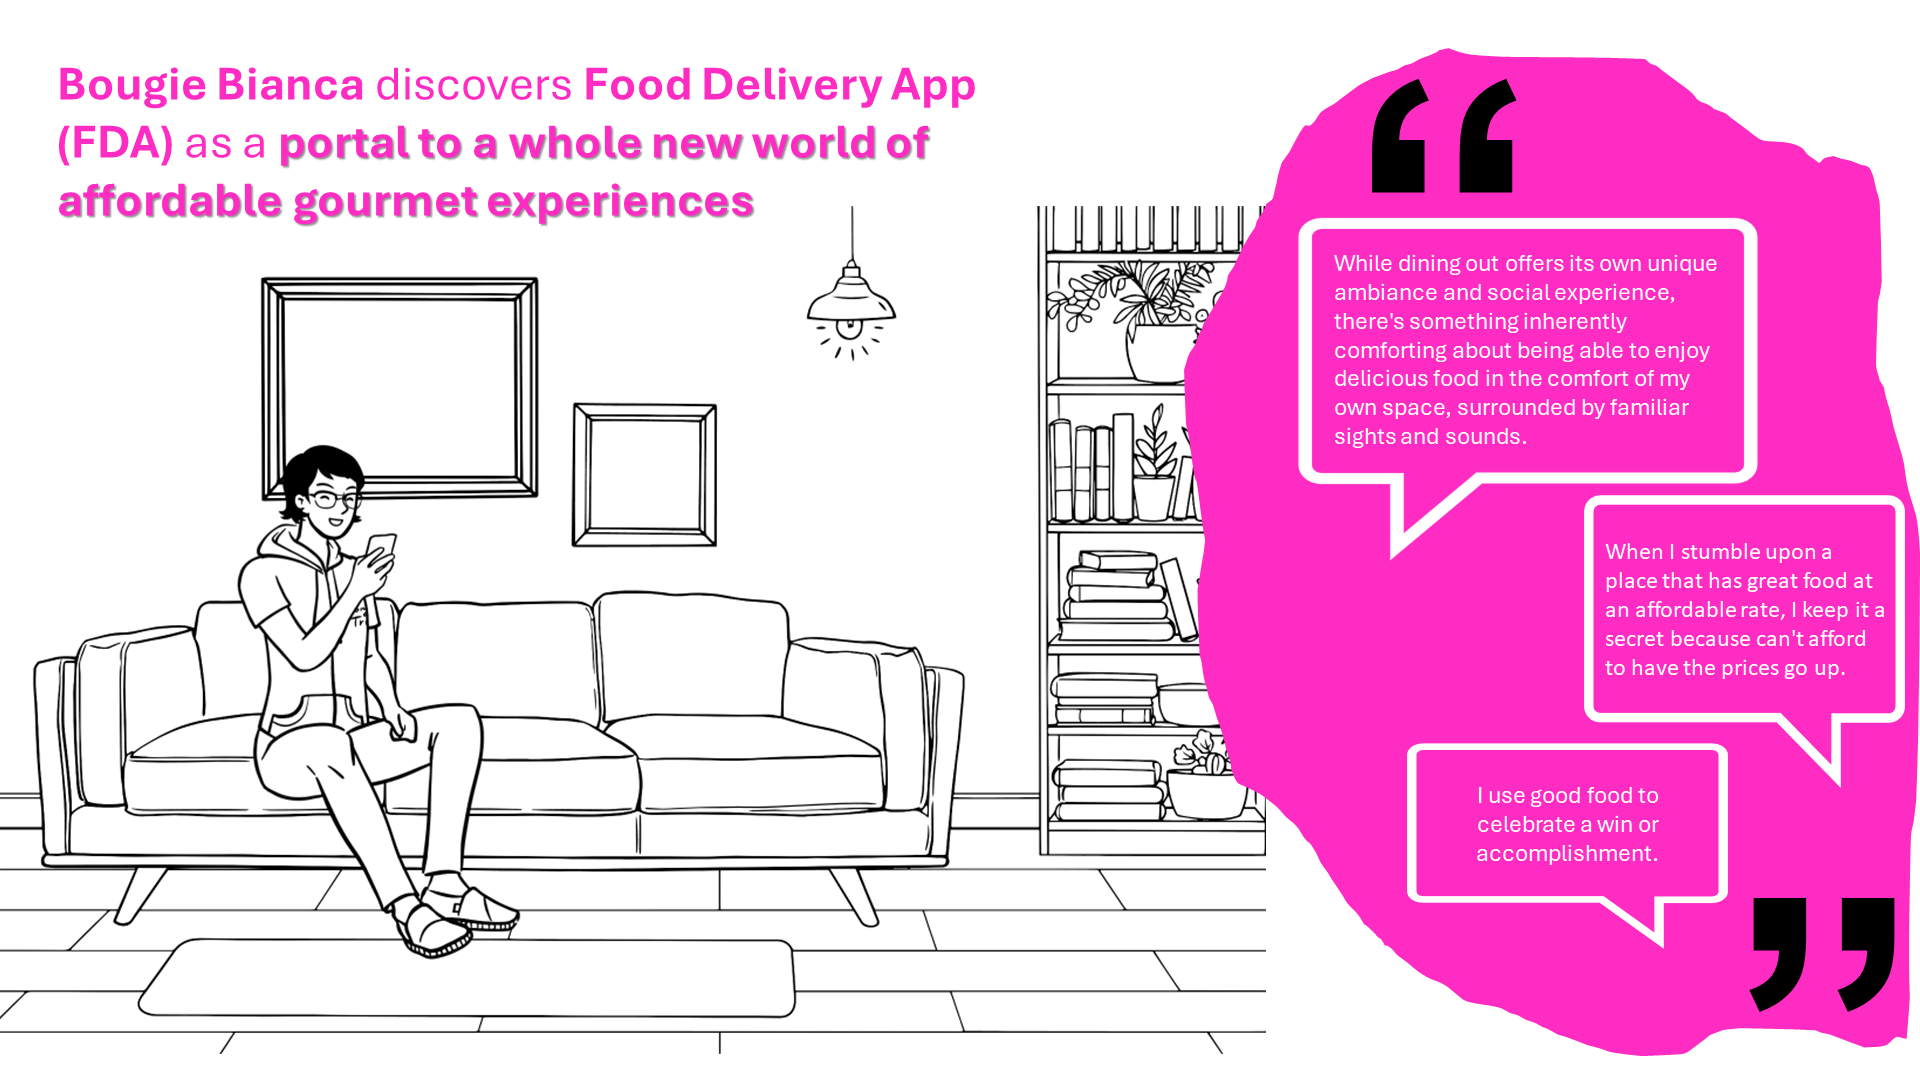 Bougie Bianca discovers Food Delivery App
(FDA) as a portal to a whole new world of
affordable gourmet experiences
“
While dining out offers its own unique
ambiance and social experience,
there's something inherently
comforting about being able to enjoy
delicious food in the comfort of my
own space, surrounded by familiar
sights and sounds.
When I stumble upon a
place that has great food at
an affordable rate, I keep it a
secret because can't afford
to have the prices go up.
I use good food to
celebrate a win or
accomplishment.
”